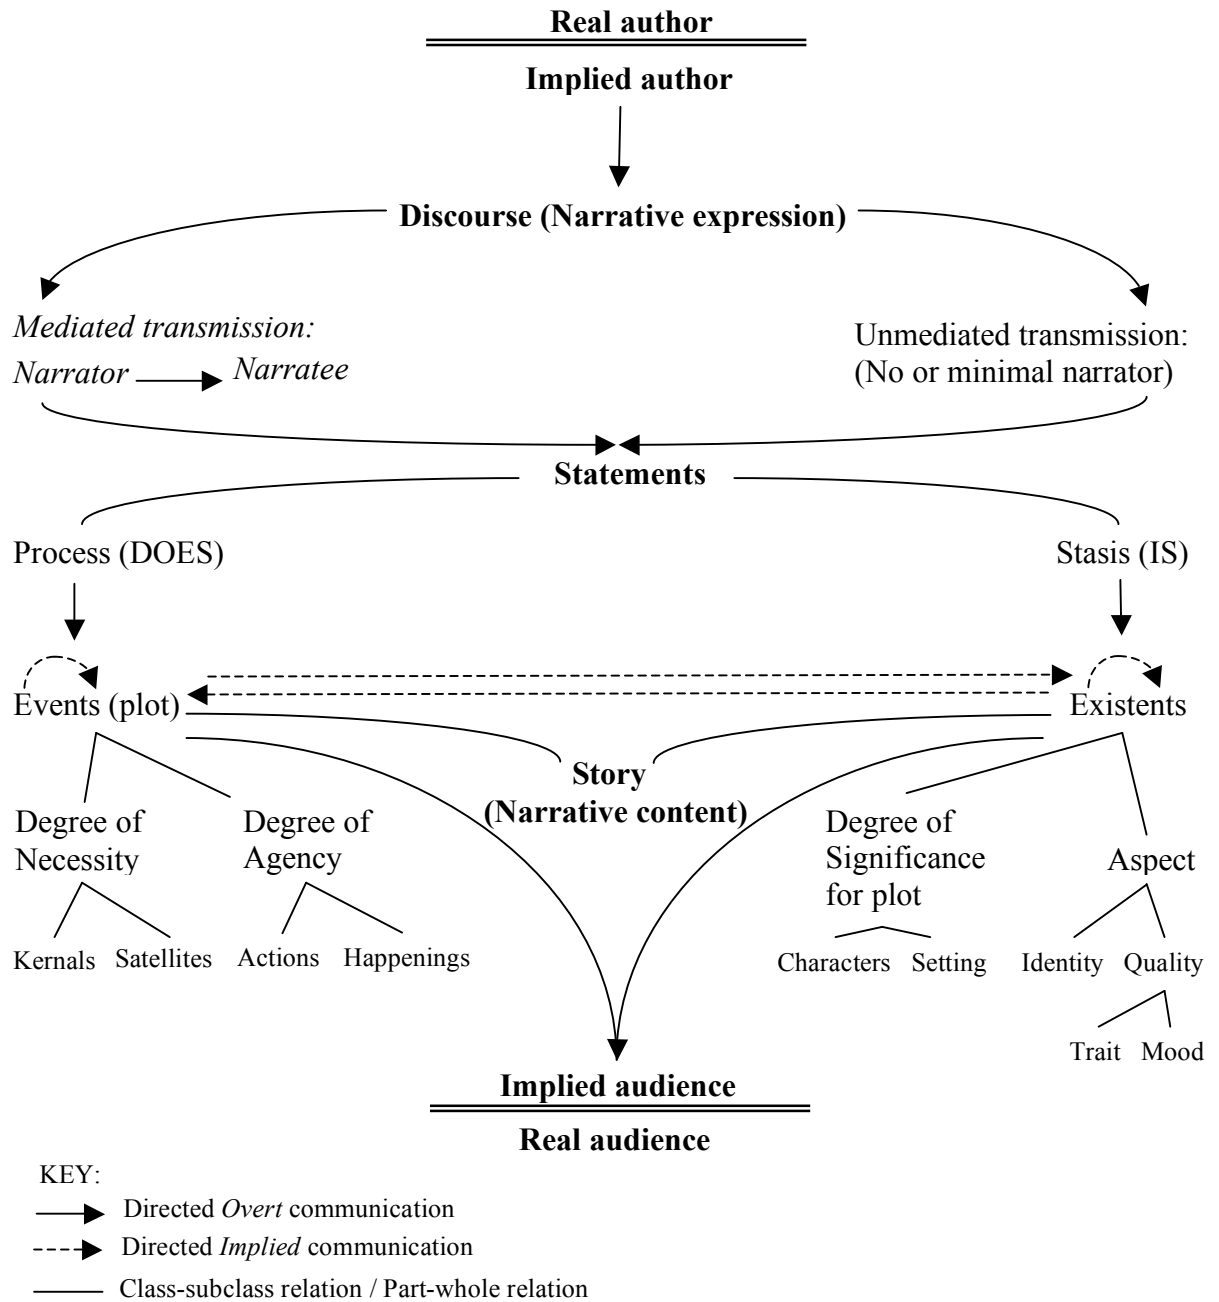 Real author
Implied author
Discourse (Narrative expression)
Mediated transmission:
Narrator
Narratee
Unmediated transmission:
(No or minimal narrator)
Statements
Process (DOES)
Stasis (IS)
Events (plot)
Existents
Story
(Narrative content)
Degree of
Necessity
Degree of
Agency
Degree of
Significance
for plot
Aspect
Kernals
Satellites
Actions
Happenings
Characters
Setting
Identity
Quality
Trait
Mood
Implied audience
Real audience
KEY:
Directed Overt communication
Directed Implied communication
Class-subclass relation / Part-whole relation